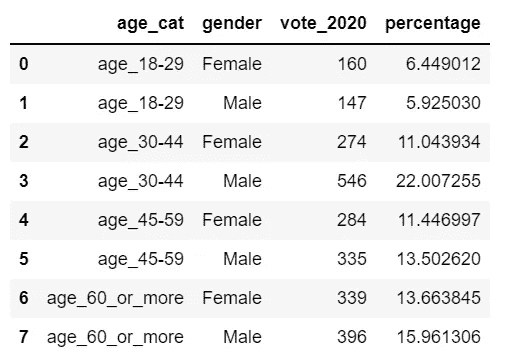 age_cat gender vote_2020 percentage
0 age_18-29 Female 160 6.449012
1 age_18-29 Male 147 5.925030
2 age_30-44 Female 274 11.043934
3 age_30-44 Male 546 22.007255
4 age_45-59 Female 284 11.446997
5 age_45-59 Male 335 13.502620
6 age_60_or_more Female 339 13.663845
7 age_60_or_more Male 396 15.961306